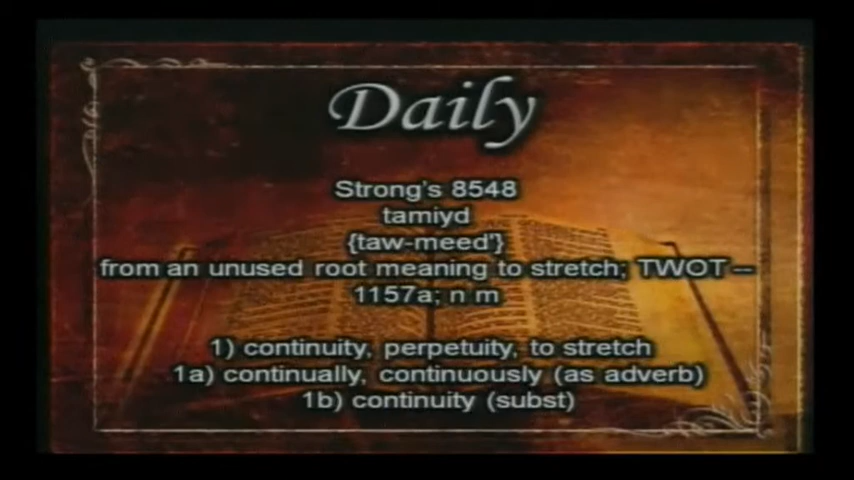 Daily
Strong's 8548
tamiyd
{taw-meed'}
from an unused root meaning to stretch; TWOT --
1157a; n m
1) continuity, perpetuity, to stretch
1a) continually, continuously (as adverb)
1b) continuity (subst)